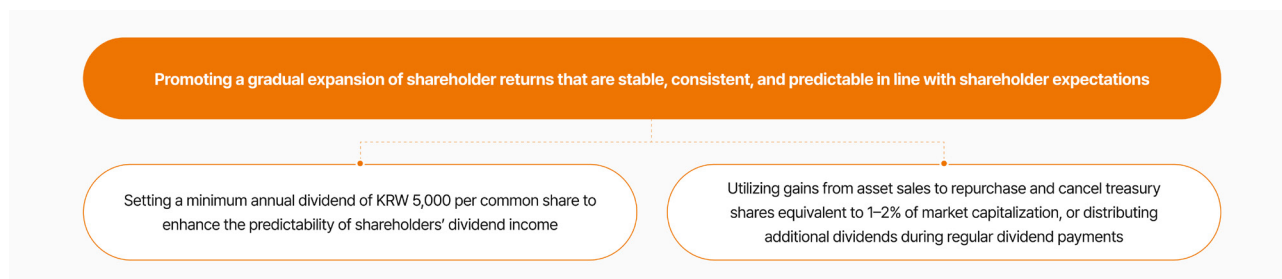 Promoting a gradual expansion of shareholder returns that are stable, consistent, and predictable in line with shareholder expectations
Setting a minimum annual dividend of KRW 5,000 per common share to
enhance the predictability of shareholders’ dividend income
Utilizing gains from asset sales to repurchase and cancel treasury
shares equivalent to 1–2% of market capitalization, or distributing
additional dividends during regular dividend payments